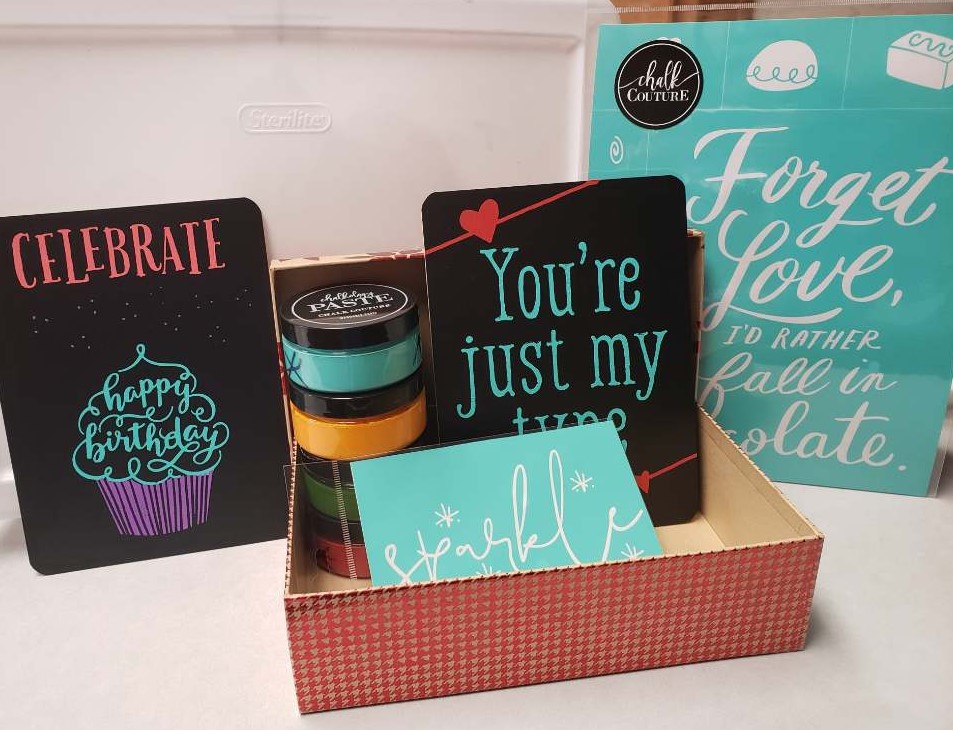 Sterilite
chalk
COUTURE
Forget
Love,
I'D RATHER
fall in
olate.
CELEBRATE
happy
birthday
chalkology
PASTE
CHALK COUTURE
You're
just my
type
sparkle